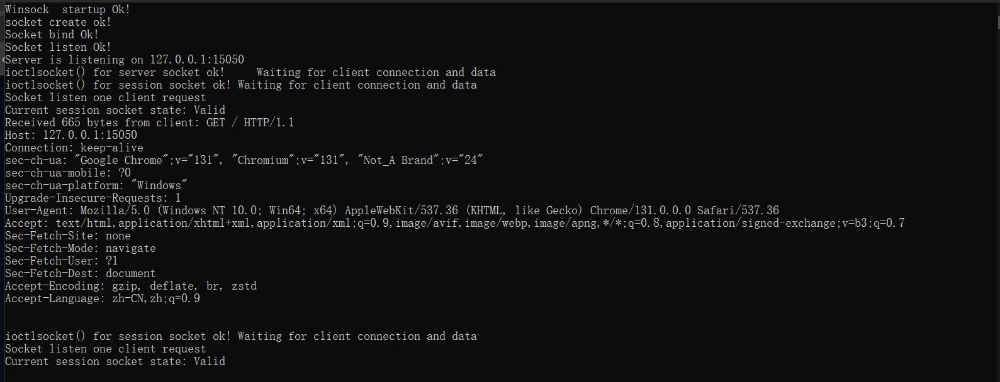 Winsock  startup Ok!
socket create ok!
Socket bind Ok!
Socket listen Ok!
Server is listening on 127.0.0.1:15050
ioctlsocket() for server socket ok!     Waiting for client connection and data
ioctlsocket() for session socket ok! Waiting for client connection and data
Socket listen one client request
Current session socket state: Valid
Received 665 bytes from client: GET / HTTP/1.1
Host: 127.0.0.1:15050
Connection: keep-alive
sec-ch-ua: "Google Chrome";v="131", "Chromium";v="131", "Not_A Brand";v="24"
sec-ch-ua-mobile: ?0
sec-ch-ua-platform: "Windows"
Upgrade-Insecure-Requests: 1
User-Agent: Mozilla/5.0 (Windows NT 10.0; Win64; x64) AppleWebKit/537.36 (KHTML, like Gecko) Chrome/131.0.0.0 Safari/537.36
Accept: text/html,application/xhtml+xml,application/xml;q=0.9,image/avif,image/webp,image/apng,*/*;q=0.8,application/signed-exchange;v=b3;q=0.7
Sec-Fetch-Site: none
Sec-Fetch-Mode: navigate
Sec-Fetch-User: ?1
Sec-Fetch-Dest: document
Accept-Encoding: gzip, deflate, br, zstd
Accept-Language: zh-CN,zh;q=0.9
ioctlsocket() for session socket ok! Waiting for client connection and data
Socket listen one client request
Current session socket state: Valid